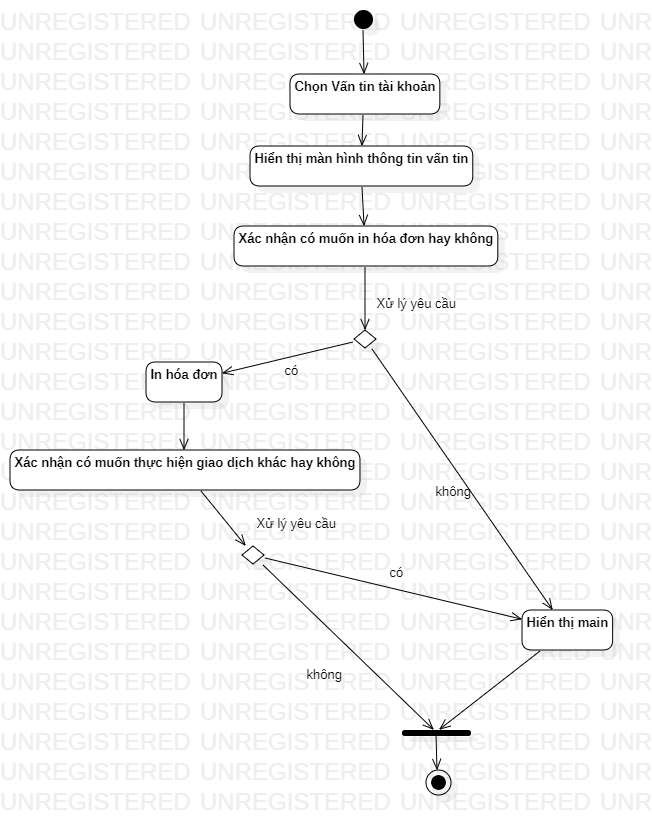 Chọn Vấn tin tài khoản
Hiển thị màn hình thông tin vấn tin
Xác nhận có muốn in hóa đơn hay không
Xử lý yêu cầu
có
In hóa đơn
Xác nhận có muốn thực hiện giao dịch khác hay không
không
Xử lý yêu cầu
có
Hiển thị main
không